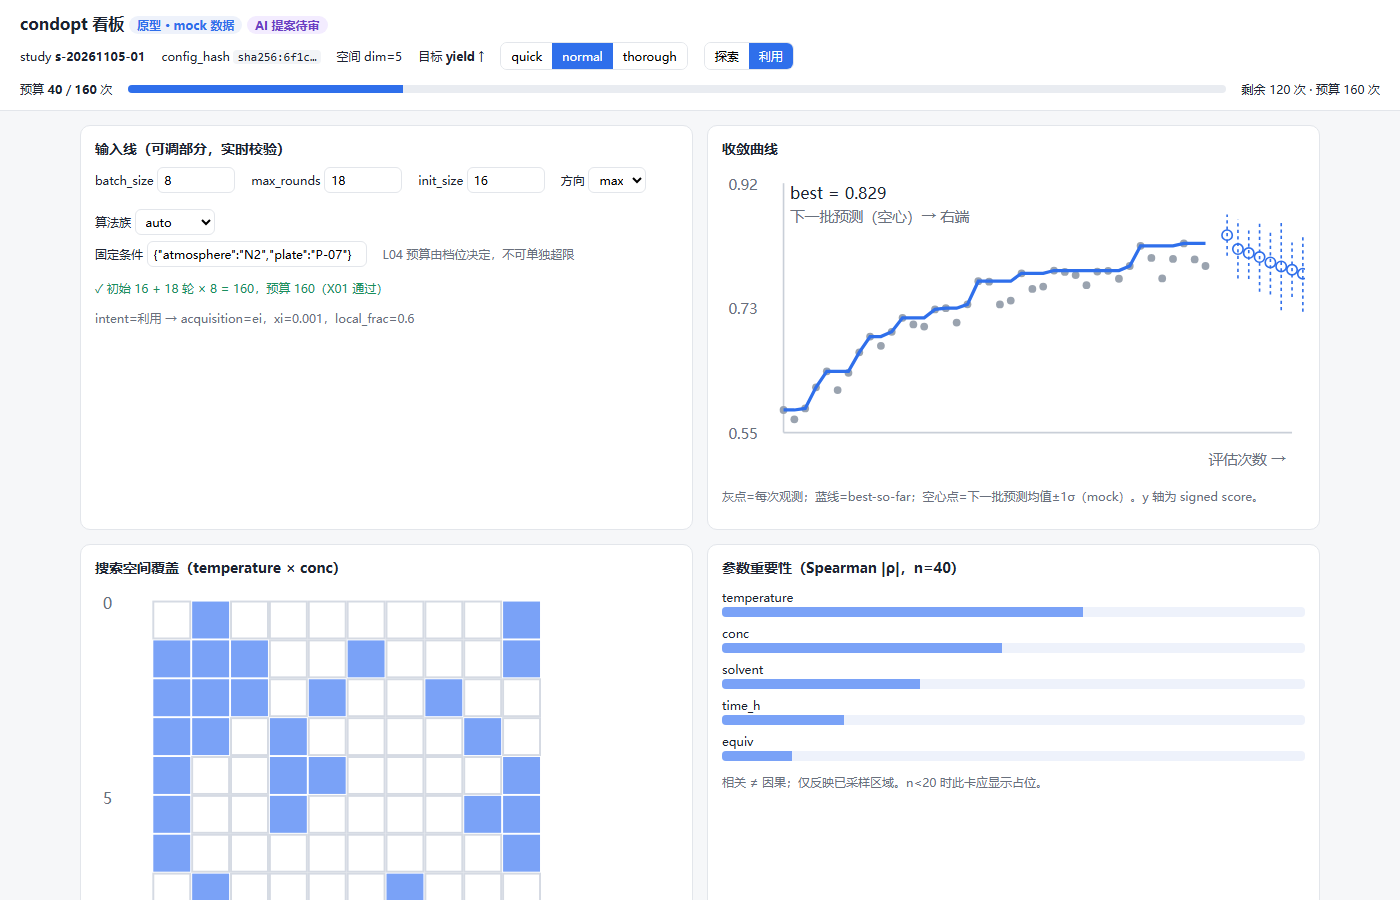 condopt 看板 原型 · mock 数据 AI 提案待审
study s-20261105-01 config_hash sha256:6f1c… 空间 dim=5 目标 yield ↑ quick normal thorough 探索 利用
预算 40 / 160 次 剩余 120 次 · 预算 160 次
输入线（可调部分，实时校验）
batch_size 8 max_rounds 18 init_size 16 方向 max
算法族 auto
固定条件 {"atmosphere":"N2","plate":"P-07"} L04 预算由档位决定，不可单独超限
✓ 初始 16 + 18 轮 × 8 = 160，预算 160（X01 通过）
intent=利用 → acquisition=ei，xi=0.001，local_frac=0.6
收敛曲线
0.92
best = 0.829
下一批预测（空心）→ 右端
0.73
0.55
评估次数 →
灰点=每次观测；蓝线=best-so-far；空心点=下一批预测均值±1σ（mock）。y 轴为 signed score。
搜索空间覆盖（temperature × conc）
0
5
参数重要性（Spearman |ρ|，n=40）
temperature
conc
solvent
time_h
equiv
相关 ≠ 因果；仅反映已采样区域。n<20 时此卡应显示占位。